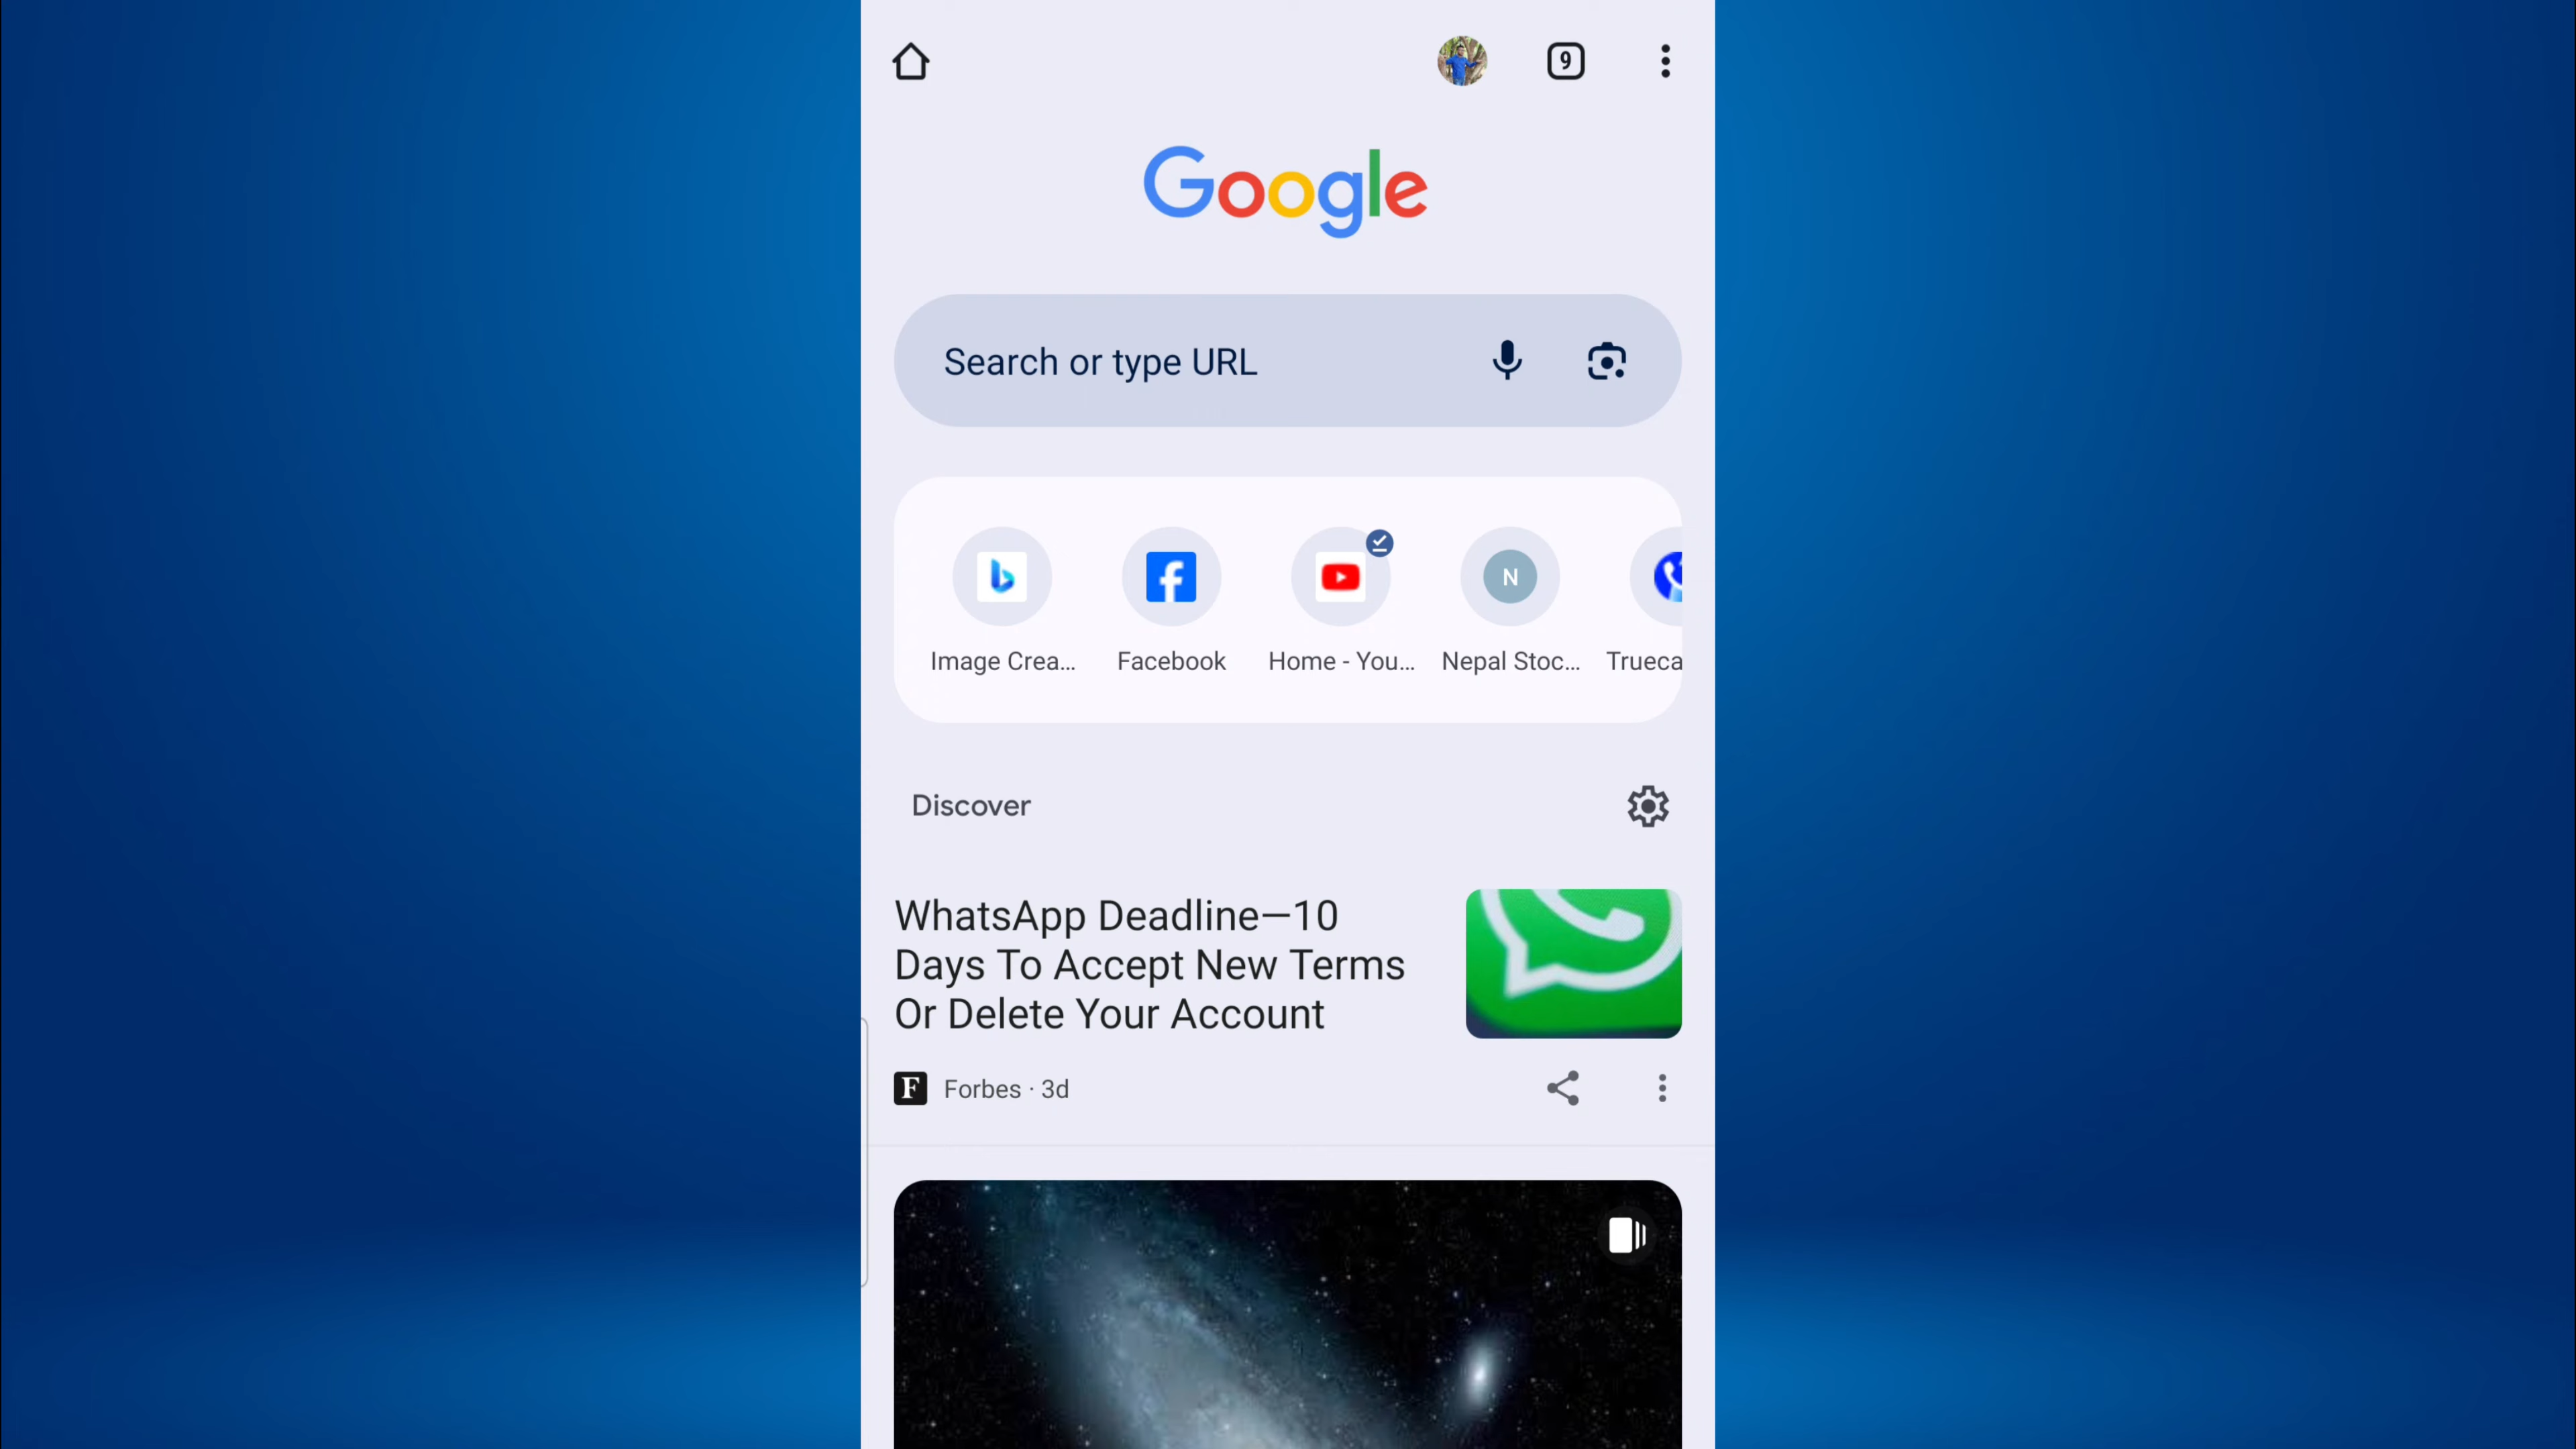 9
Google
Search or type URL
N
Image Crea...
Facebook
Home - You...
Nepal Stoc...
Trueca
Discover
WhatsApp Deadline—10
Days To Accept New Terms
Or Delete Your Account
F Forbes · 3d